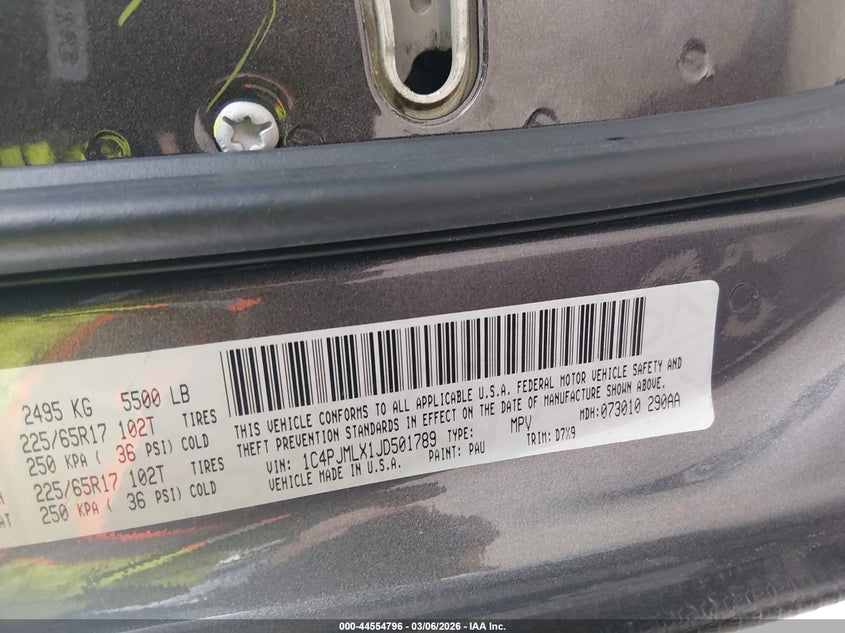 2495 KG 5500 LB
225/65R17 102T TIRES
250 KPA ( 36 PSI) COLD
225/65R17 102T TIRES
250 KPA ( 36 PSI) COLD
THIS VEHICLE CONFORMS TO ALL APPLICABLE U.S.A. FEDERAL MOTOR VEHICLE SAFETY AND
THEFT PREVENTION STANDARDS IN EFFECT ON THE DATE OF MANUFACTURE SHOWN ABOVE.
VIN: 1C4PJMLX1JD501789 TYPE: MPV MDH:073010 290AA
VEHICLE MADE IN U.S.A. PAINT: PAU TRIM: D7X9
000-44554796 - 03/06/2026 - IAA Inc.